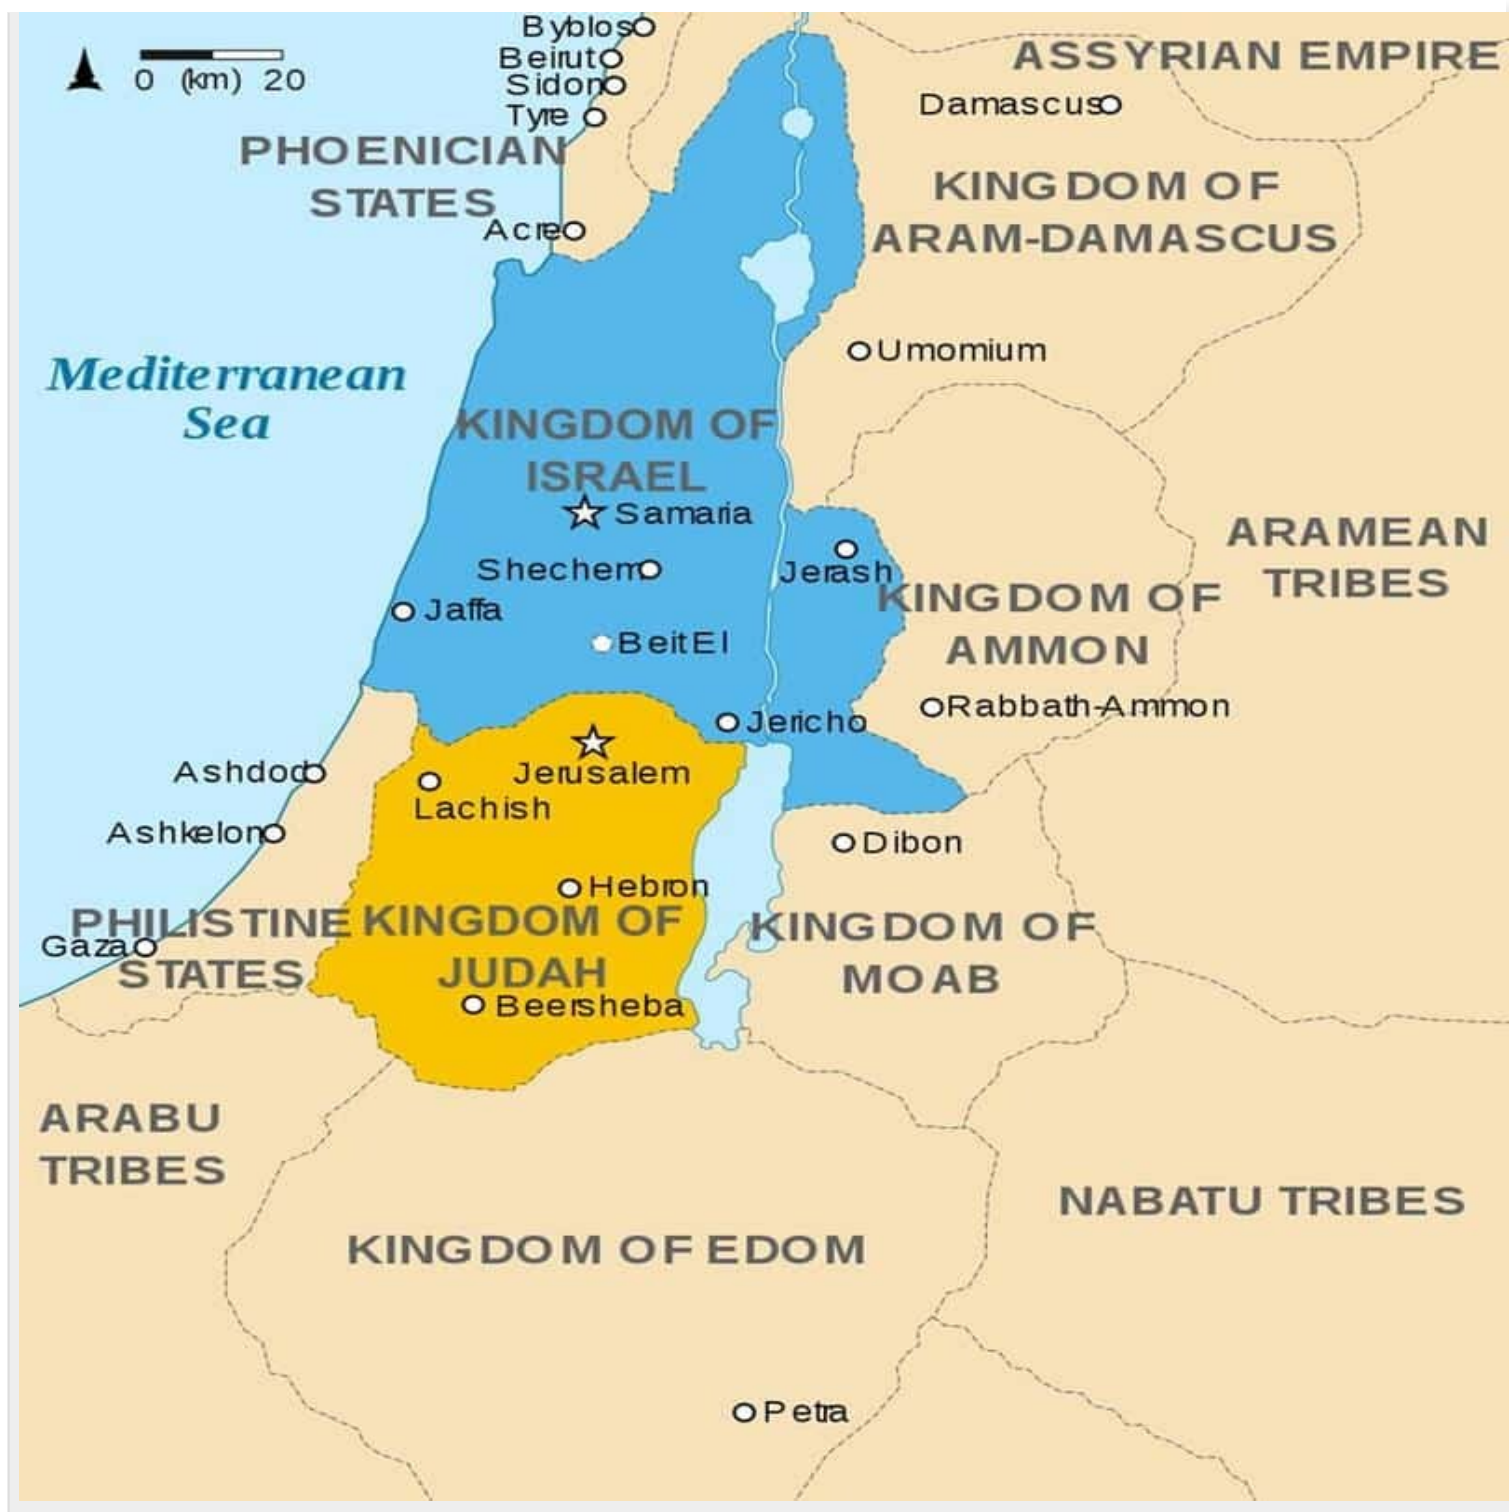 Byblos
Beirut
Sidon
Tyre
0 (km) 20
ASSYRIAN EMPIRE
Damascus
PHOENICIAN
STATES
KINGDOM OF
ARAM-DAMASCUS
Acre
Umomium
Mediterranean
Sea
KINGDOM OF
ISRAEL
Samaria
Shechem
Jerash
ARAMEAN
TRIBES
Jaffa
KINGDOM OF
AMMON
Beit El
Rabbath-Ammon
Jericho
Jerusalem
Ashdod
Lachish
Ashkelon
Dibon
Hebron
PHILISTINE
STATES
Gaza
KINGDOM OF
JUDAH
KINGDOM OF
MOAB
Beersheba
ARABU
TRIBES
NABATU TRIBES
KINGDOM OF EDOM
Petra